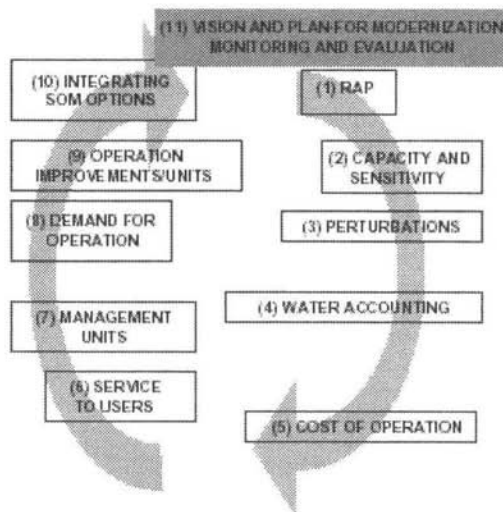 (11) VISION AND PLAN FOR MODERNIZATION
MONITORING AND EVALUATION
(1) RAP
(2) CAPACITY AND
SENSITIVITY
(3) PERTURBATIONS
(4) WATER ACCOUNTING
(5) COST OF OPERATION
(6) SERVICE
TO USERS
(7) MANAGEMENT
UNITS
(8) DEMAND FOR
OPERATION
(9) OPERATION
IMPROVEMENTS/UNITS
(10) INTEGRATING
SOM OPTIONS